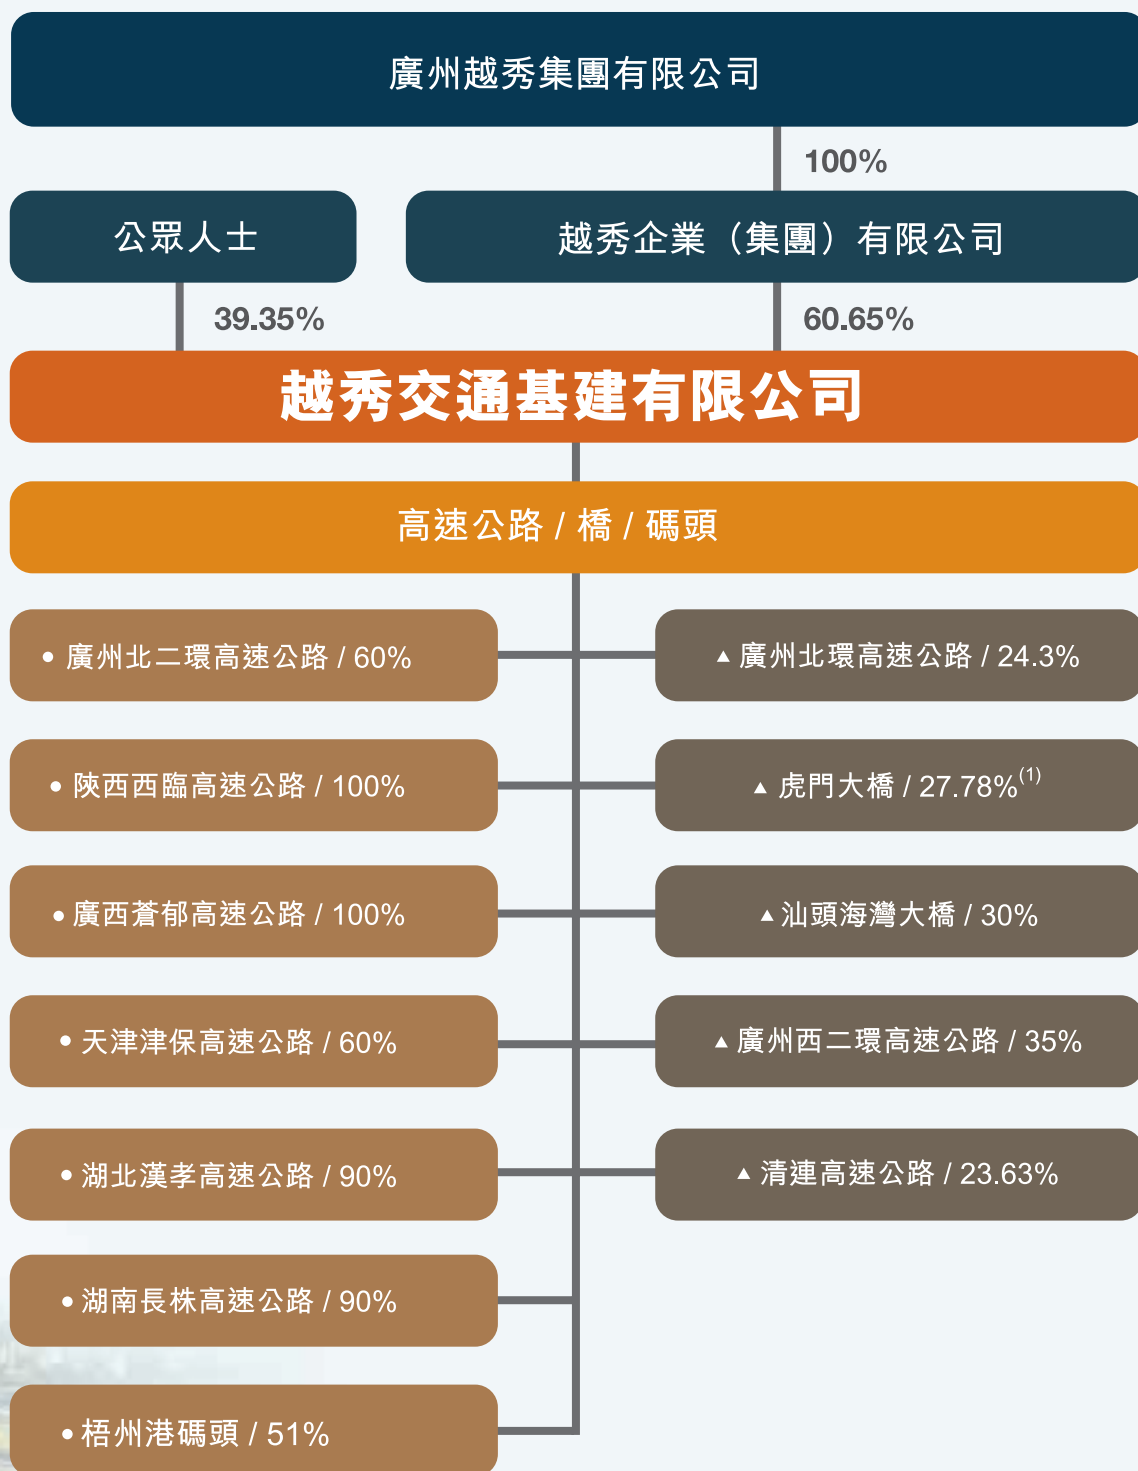 廣州越秀集團有限公司
100%
公眾人士
越秀企業（集團）有限公司
39.35%
60.65%
越秀交通基建有限公司
高速公路 / 橋 / 碼頭
• 廣州北二環高速公路 / 60%
▲ 廣州北環高速公路 / 24.3%
• 陝西西臨高速公路 / 100%
▲ 虎門大橋 / 27.78%(1)
• 廣西蒼郁高速公路 / 100%
▲ 汕頭海灣大橋 / 30%
• 天津津保高速公路 / 60%
▲ 廣州西二環高速公路 / 35%
• 湖北漢孝高速公路 / 90%
▲ 清連高速公路 / 23.63%
• 湖南長株高速公路 / 90%
• 梧州港碼頭 / 51%